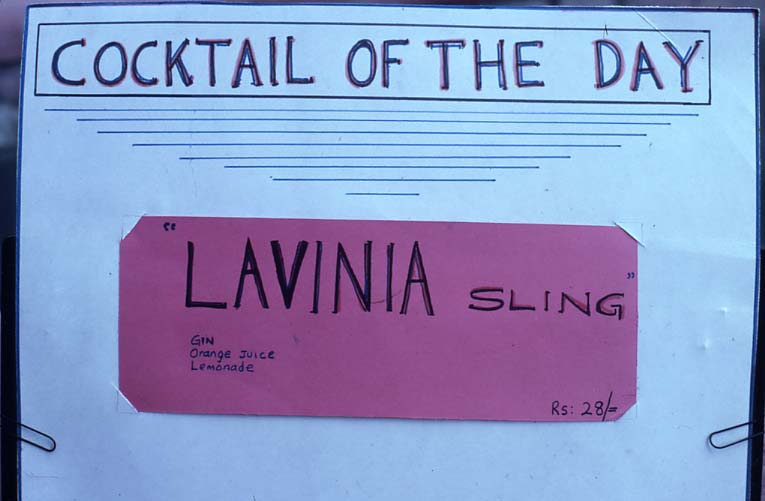 COCKTAIL OF THE DAY
"LAVINIA SLING"
GIN
Orange Juice
Lemonade
Rs: 28/=